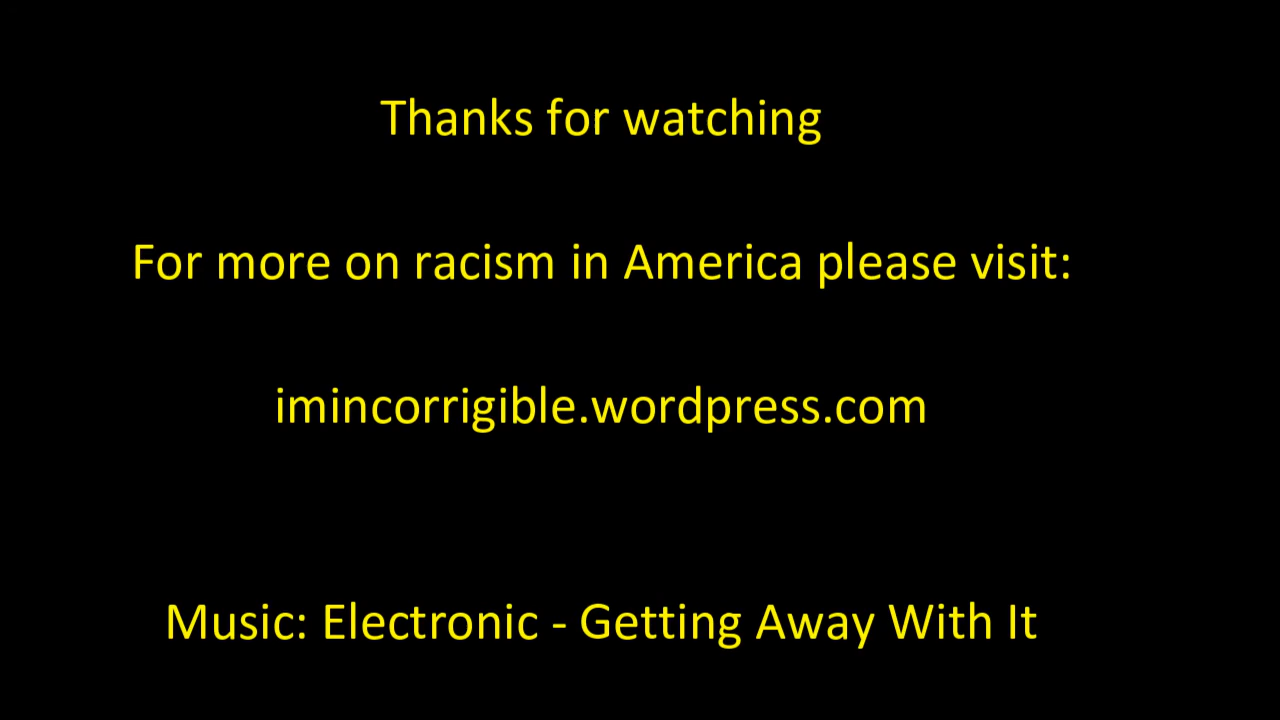 Thanks for watching
For more on racism in America please visit:
imincorrigible.wordpress.com
Music: Electronic - Getting Away With It